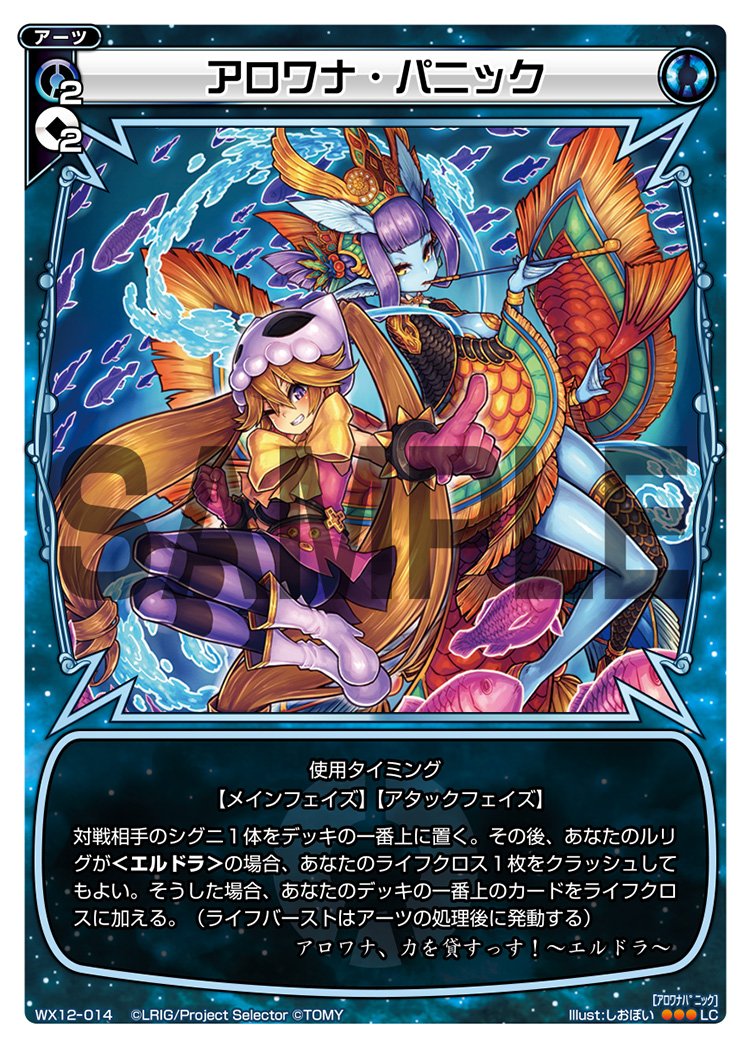 アーツ
アロワナ・パニック
2
2
SAMPLE
使用タイミング
【メインフェイズ】【アタックフェイズ】
対戦相手のシグニ1体をデッキの一番上に置く。その後、あなたのルリ
グが<エルドラ>の場合、あなたのライフクロス1枚をクラッシュして
もよい。そうした場合、あなたのデッキの一番上のカードをライフクロ
スに加える。（ライフバーストはアーツの処理後に発動する）
アロワナ、力を貸すっす！～エルドラ～
[アロワナパニック]
WX12-014 ©LRIG/Project Selector ©TOMY Illust:しおぼい LC